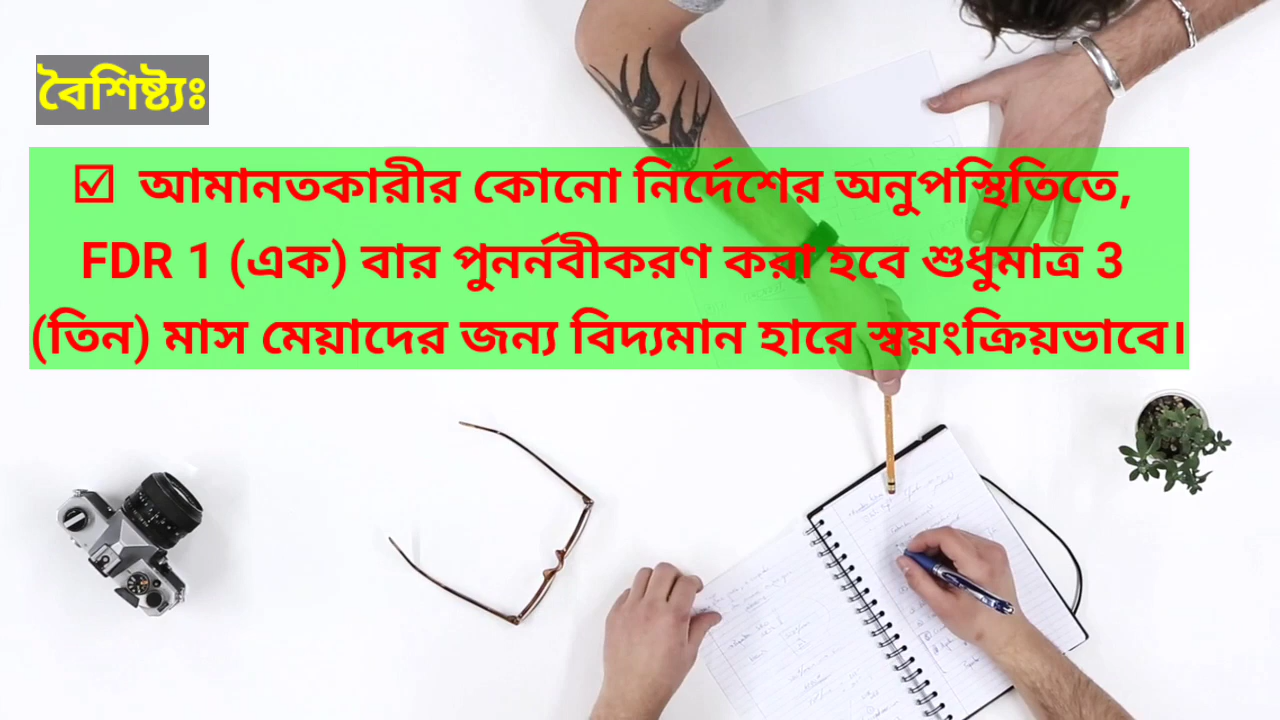 বৈশিষ্ট্যঃ
☑ আমানতকারীর কোনো নির্দেশের অনুপস্থিতিতে,
FDR 1 (এক) বার পুনর্নবীকরণ করা হবে শুধুমাত্র 3
(তিন) মাস মেয়াদের জন্য বিদ্যমান হারে স্বয়ংক্রিয়ভাবে।